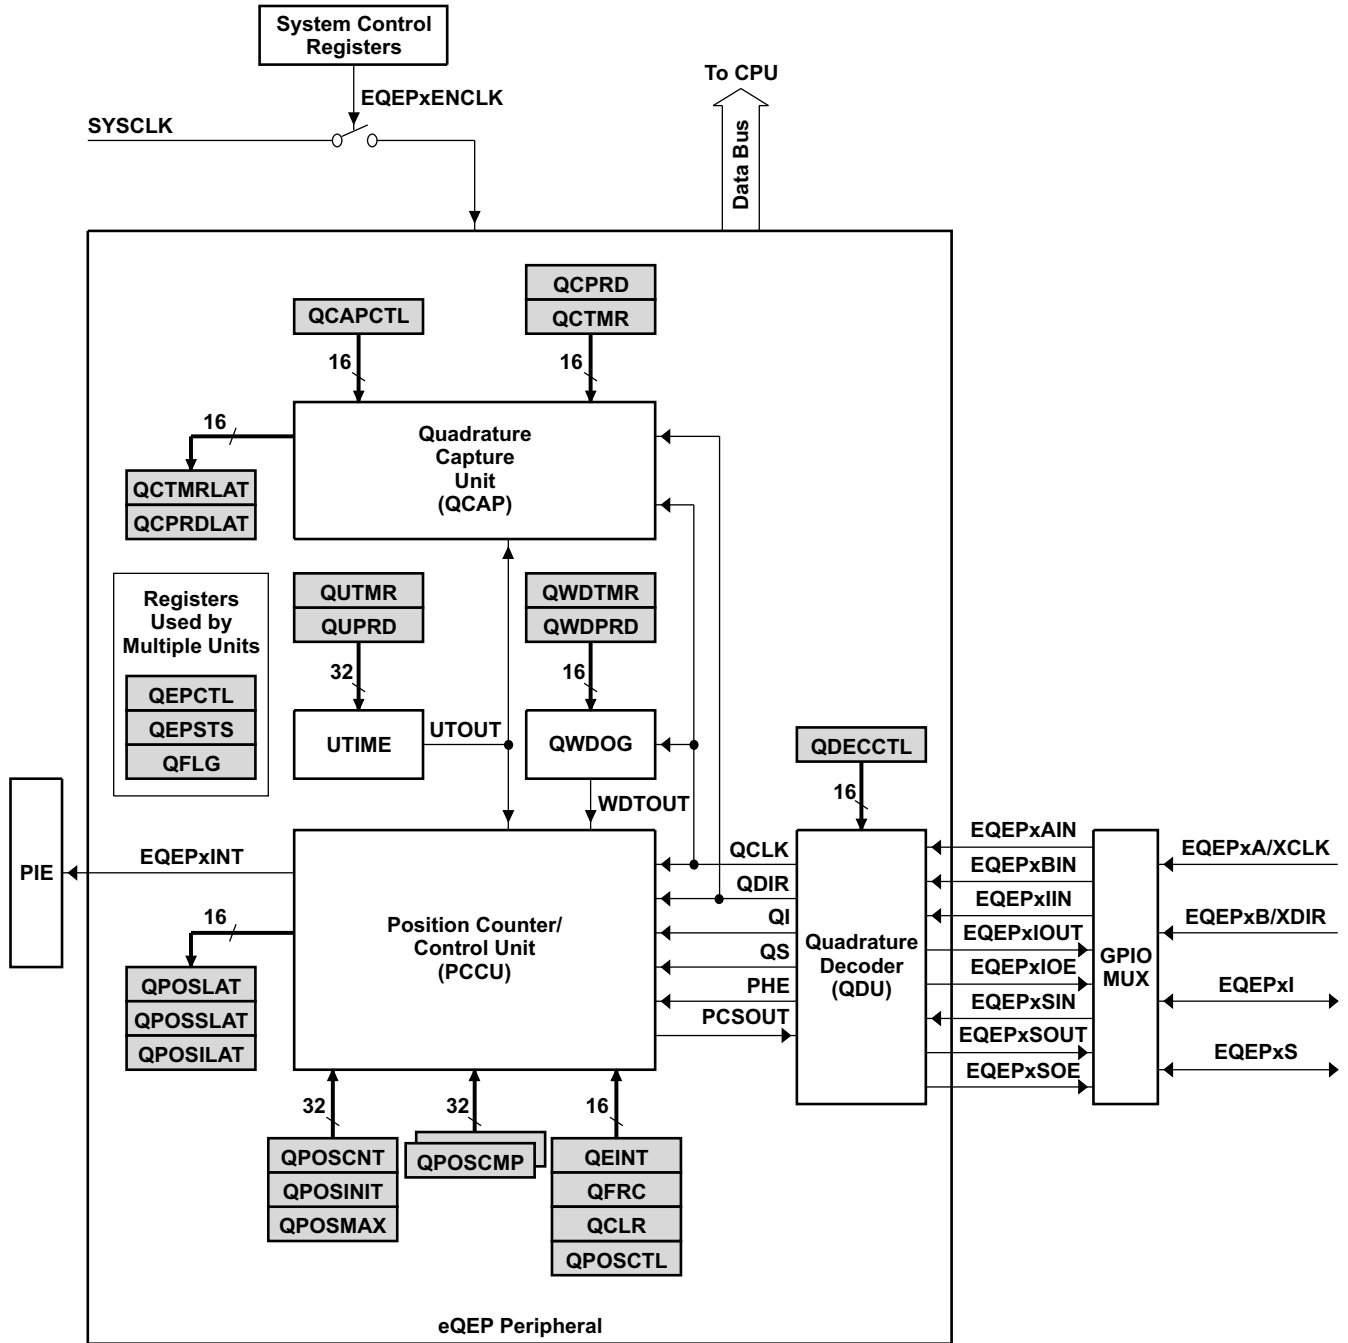 System Control
Registers
To CPU
EQEPxENCLK
SYSCLK
Data Bus
QCPRD
QCAPCTL
QCTMR
16
16
16
Quadrature
Capture
Unit
(QCAP)
QCTMRLAT
QCPRDLAT
Registers
Used by
Multiple Units
QEPCTL
QEPSTS
QFLG
QUTMR
QUPRD
32
UTIME
UTOUT
QWDTMR
QWDPRD
16
QWDOG
WDTOUT
QDECCTL
16
PIE
EQEPxINT
16
Position Counter/
Control Unit
(PCCU)
QCLK
QDIR
QI
QS
PHE
PCSOUT
Quadrature
Decoder
(QDU)
EQEPxAIN
EQEPxBIN
EQEPxIIN
EQEPxIOUT
EQEPxIOE
EQEPxSIN
EQEPxSOUT
EQEPxSOE
GPIO
MUX
EQEPxA/XCLK
EQEPxB/XDIR
EQEPxI
EQEPxS
QPOSLAT
QPOSSLAT
QPOSILAT
32
32
16
QPOSCNT
QPOSINIT
QPOSMAX
QPOSCMP
QEINT
QFRC
QCLR
QPOSCTL
eQEP Peripheral